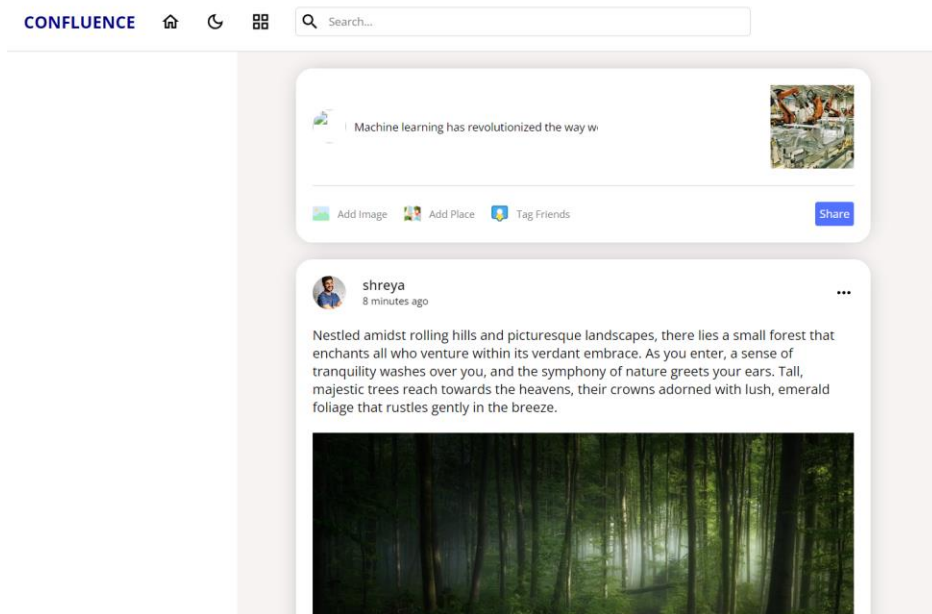 CONFLUENCE
Search...
Machine learning has revolutionized the way w
Add Image Add Place Tag Friends Share
shreya
8 minutes ago
Nestled amidst rolling hills and picturesque landscapes, there lies a small forest that
enchants all who venture within its verdant embrace. As you enter, a sense of
tranquility washes over you, and the symphony of nature greets your ears. Tall,
majestic trees reach towards the heavens, their crowns adorned with lush, emerald
foliage that rustles gently in the breeze.